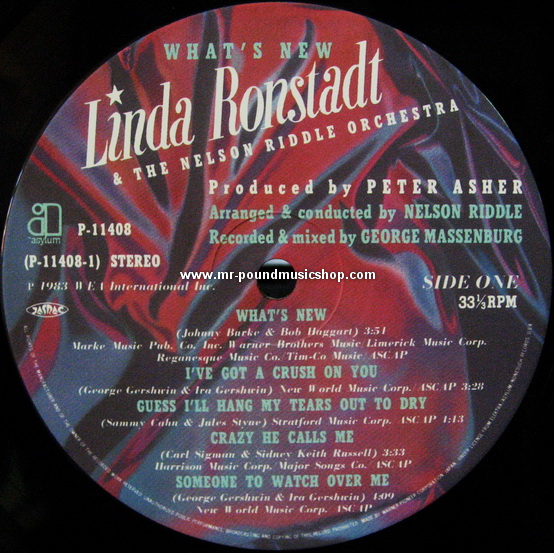 WHAT'S NEW
Linda Ronstadt
& THE NELSON RIDDLE ORCHESTRA
Produced by PETER ASHER
Arranged & conducted by NELSON RIDDLE
Recorded & mixed by GEORGE MASSENBURG
asylum
P-11408
(P-11408-1) STEREO
www.mr-poundmusicshop.com
℗ 1983 WEA International Inc.
SIDE ONE
33⅓RPM
JASRAC
WHAT'S NEW
(Johnny Burke & Bob Haggart) 3:51
Marke Music Pub. Co. Inc. Warner Brothers Music/Limerick Music Corp.
Reganesque Music Co./Tim-Co Music/ASCAP
I'VE GOT A CRUSH ON YOU
(George Gershwin & Ira Gershwin) New World Music Corp./ASCAP 3:28
GUESS I'LL HANG MY TEARS OUT TO DRY
(Sammy Cahn & Jules Styne) Stratford Music Corp. ASCAP 4:13
CRAZY HE CALLS ME
(Carl Sigman & Sidney Keith Russell) 3:33
Harrison Music Corp. Major Songs Co./ASCAP
SOMEONE TO WATCH OVER ME
(George Gershwin & Ira Gershwin) 4:09
New World Music Corp. ASCAP